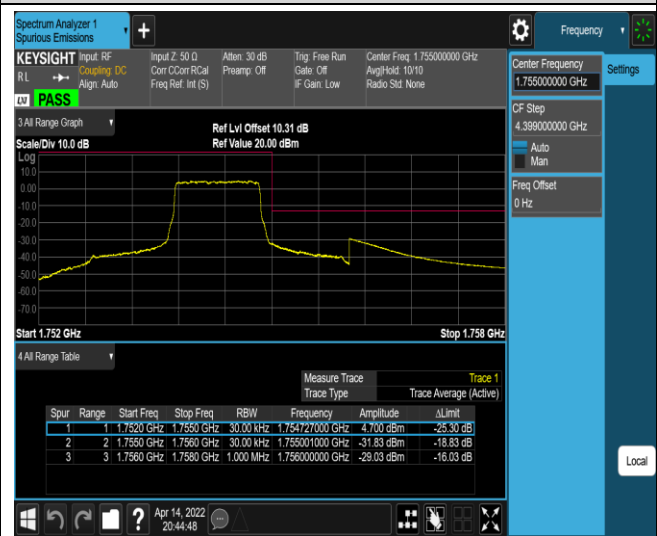 Spectrum Analyzer 1
Spurious Emissions
+
Frequency
KEYSIGHT
RL
LXI PASS
Input: RF
Coupling: DC
Align: Auto
Input Z: 50 Ω
Corr CCorr RCal
Freq Ref: Int (S)
Atten: 30 dB
Preamp: Off
Trig: Free Run
Gate: Off
IF Gain: Low
Center Freq: 1.755000000 GHz
Avg|Hold: 10/10
Radio Std: None
Center Frequency
1.755000000 GHz
Settings
CF Step
4.399000000 GHz
Auto
Man
Freq Offset
0 Hz
3 All Range Graph
Scale/Div 10.0 dB
Ref Lvl Offset 10.31 dB
Ref Value 20.00 dBm
Log
10.0
0.00
-10.0
-20.0
-30.0
-40.0
-50.0
-60.0
-70.0
Start 1.752 GHz
Stop 1.758 GHz
4 All Range Table
Measure Trace Trace 1
Trace Type Trace Average (Active)
Spur Range Start Freq Stop Freq RBW Frequency Amplitude ΔLimit
1 1 1.7520 GHz 1.7550 GHz 30.00 kHz 1.754727000 GHz 4.700 dBm -25.30 dB
2 2 1.7550 GHz 1.7560 GHz 30.00 kHz 1.755001000 GHz -31.83 dBm -18.83 dB
3 3 1.7560 GHz 1.7580 GHz 1.000 MHz 1.756000000 GHz -29.03 dBm -16.03 dB
Local
?
Apr 14, 2022
20:44:48